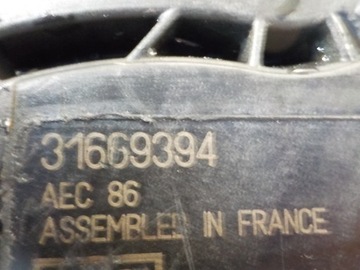 31669394
AEC 86
ASSEMBLED IN FRANCE